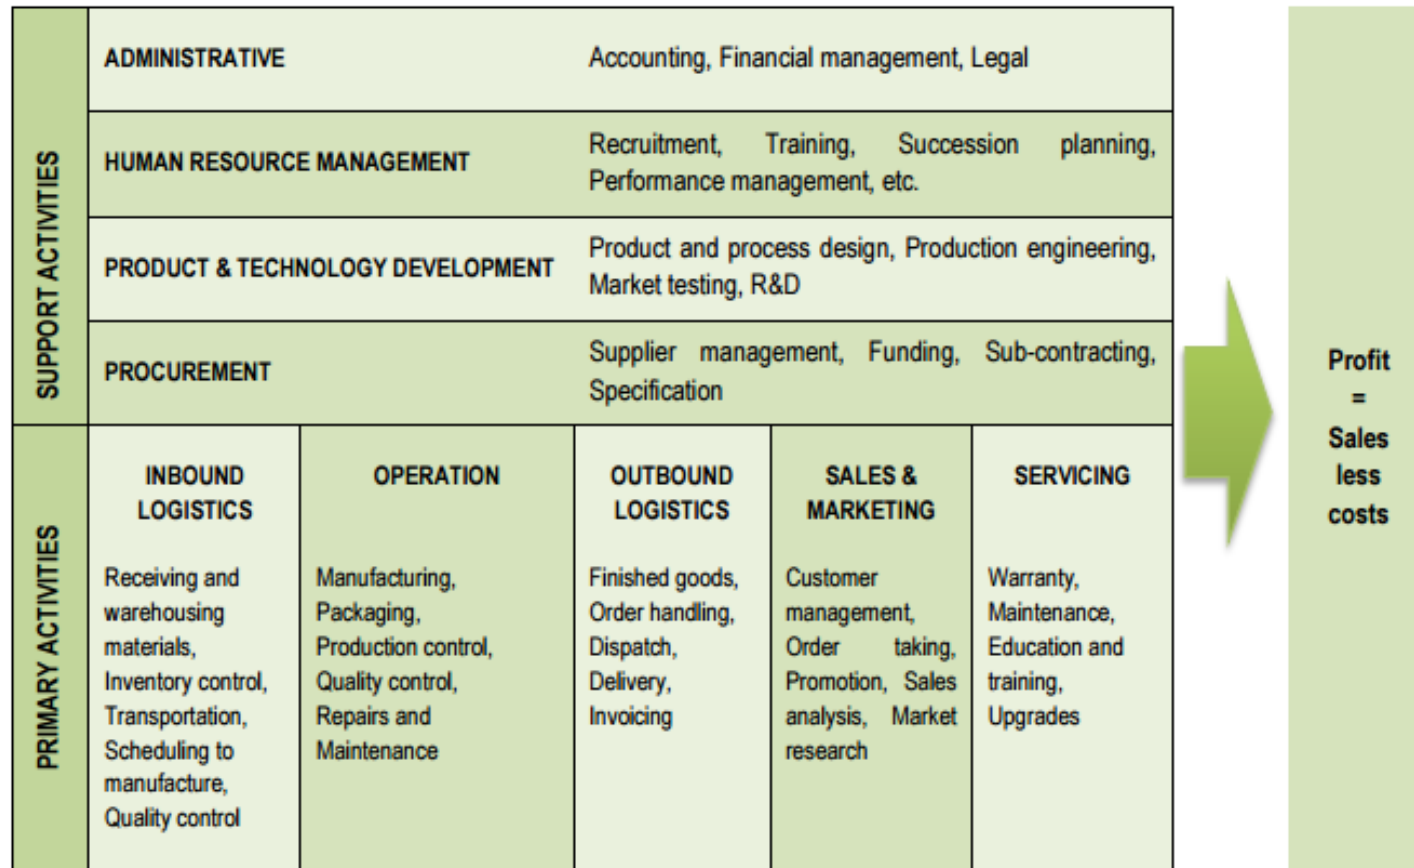 SUPPORT ACTIVITIES
ADMINISTRATIVE
Accounting, Financial management, Legal
HUMAN RESOURCE MANAGEMENT
Recruitment, Training, Succession planning,
Performance management, etc.
PRODUCT & TECHNOLOGY DEVELOPMENT
Product and process design, Production engineering,
Market testing, R&D
PROCUREMENT
Supplier management, Funding, Sub-contracting,
Specification
PRIMARY ACTIVITIES
INBOUND
LOGISTICS
Receiving and
warehousing
materials,
Inventory control,
Transportation,
Scheduling to
manufacture,
Quality control
OPERATION
Manufacturing,
Packaging,
Production control,
Quality control,
Repairs and
Maintenance
OUTBOUND
LOGISTICS
Finished goods,
Order handling,
Dispatch,
Delivery,
Invoicing
SALES &
MARKETING
Customer
management,
Order taking,
Promotion, Sales
analysis, Market
research
SERVICING
Warranty,
Maintenance,
Education and
training,
Upgrades
Profit
=
Sales
less
costs